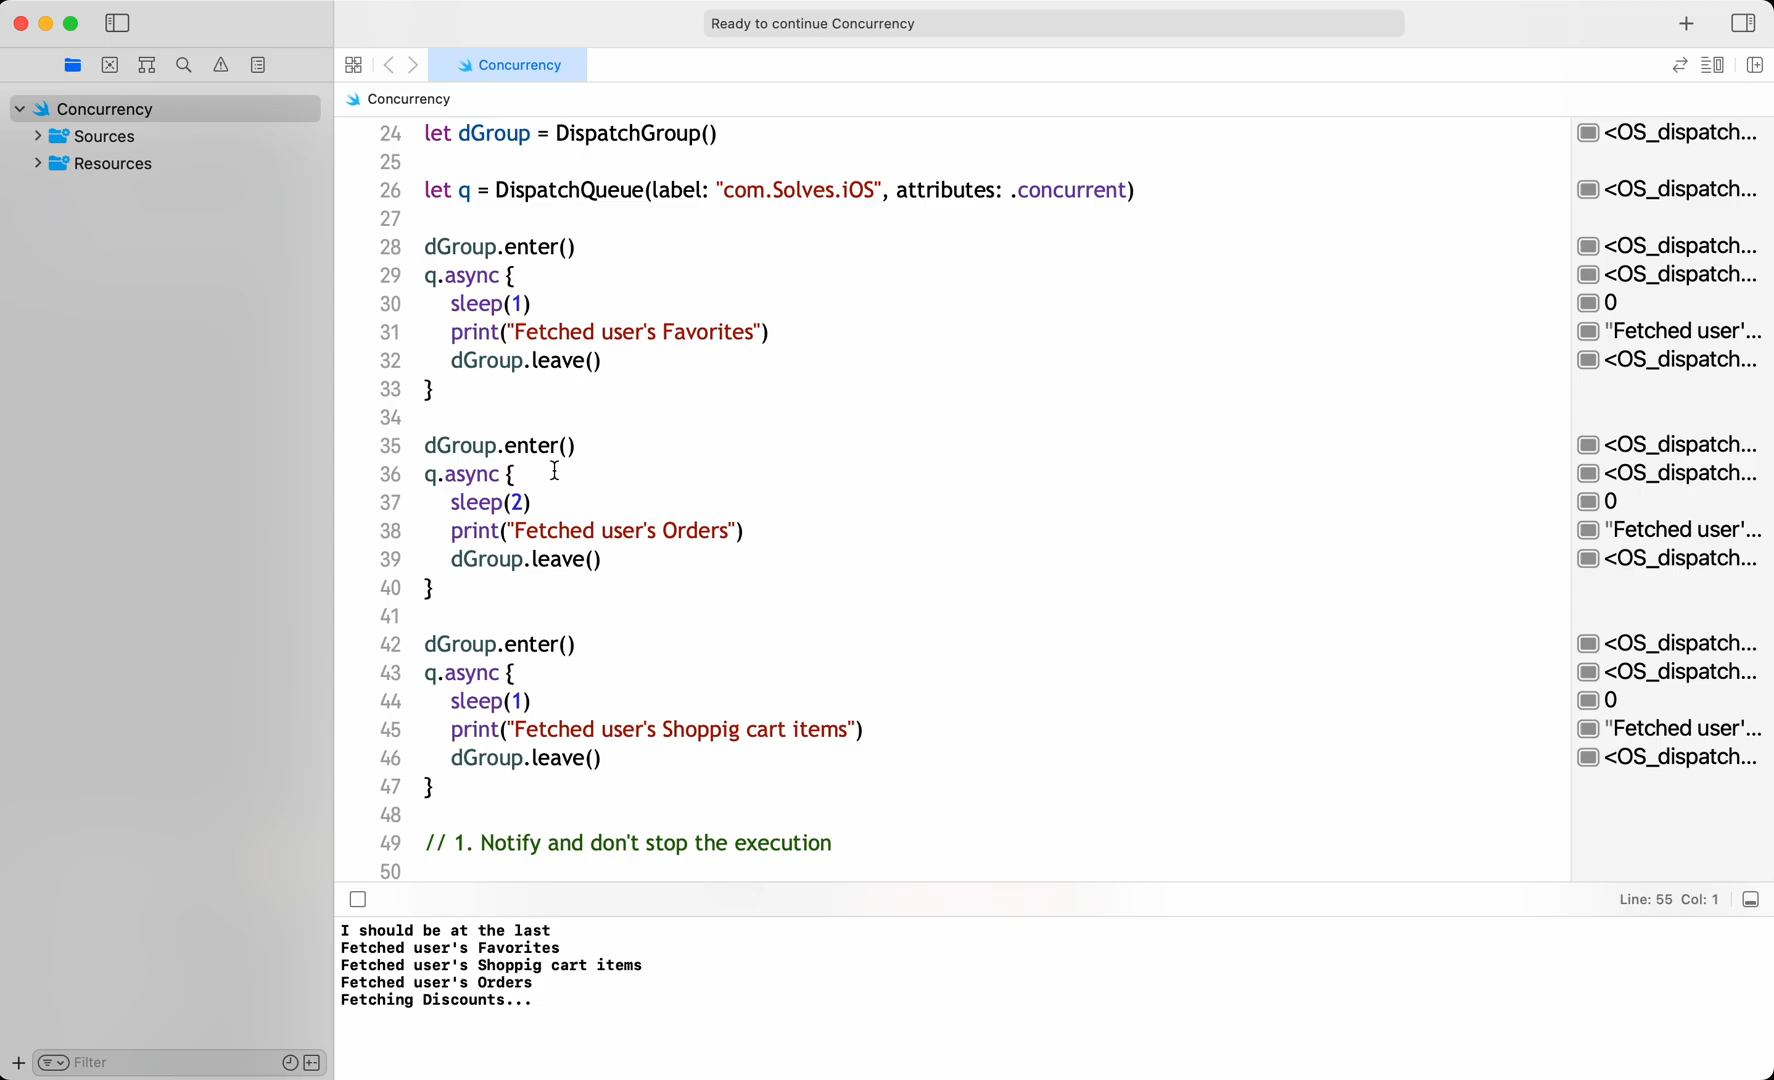 Ready to continue Concurrency
Concurrency
Concurrency
Sources
Resources
Concurrency
24 let dGroup = DispatchGroup()
<OS_dispatch...
25
26 let q = DispatchQueue(label: "com.Solves.iOS", attributes: .concurrent)
<OS_dispatch...
27
28 dGroup.enter()
<OS_dispatch...
29 q.async {
<OS_dispatch...
30 sleep(1)
0
31 print("Fetched user's Favorites")
"Fetched user'...
32 dGroup.leave()
<OS_dispatch...
33 }
34
35 dGroup.enter()
<OS_dispatch...
36 q.async {
<OS_dispatch...
37 sleep(2)
0
38 print("Fetched user's Orders")
"Fetched user'...
39 dGroup.leave()
<OS_dispatch...
40 }
41
42 dGroup.enter()
<OS_dispatch...
43 q.async {
<OS_dispatch...
44 sleep(1)
0
45 print("Fetched user's Shoppig cart items")
"Fetched user'...
46 dGroup.leave()
<OS_dispatch...
47 }
48
49 // 1. Notify and don't stop the execution
50
Line: 55 Col: 1
I should be at the last
Fetched user's Favorites
Fetched user's Shoppig cart items
Fetched user's Orders
Fetching Discounts...
Filter